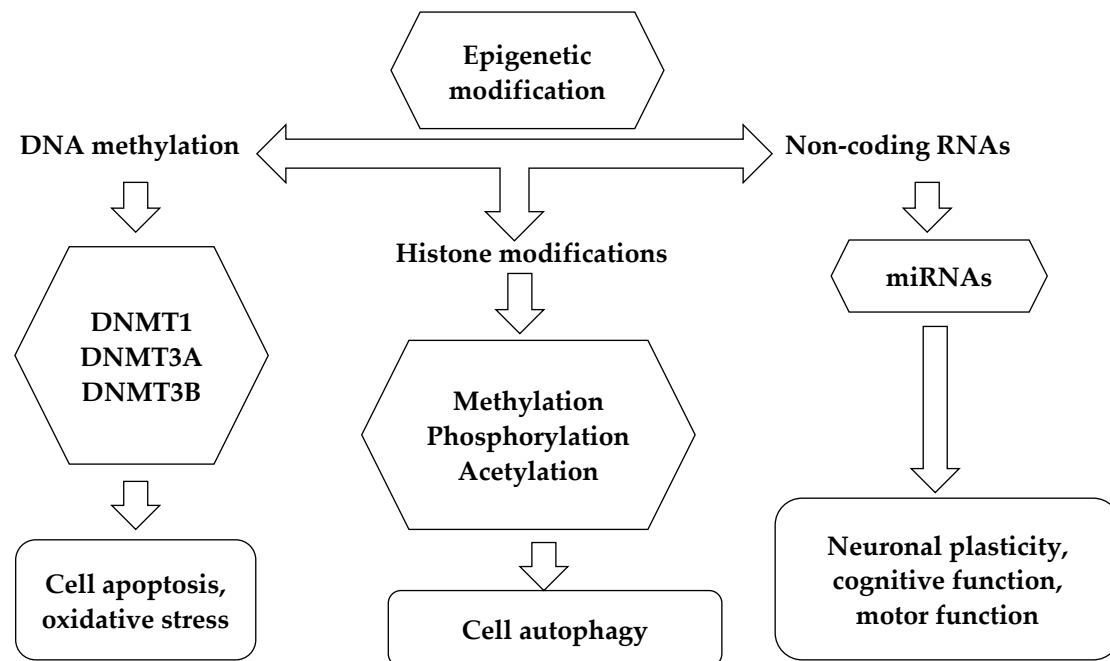 Epigenetic
modification
DNA methylation
Non-coding RNAs
Histone modifications
miRNAs
DNMT1
DNMT3A
DNMT3B
Methylation
Phosphorylation
Acetylation
Cell apoptosis,
oxidative stress
Cell autophagy
Neuronal plasticity,
cognitive function,
motor function